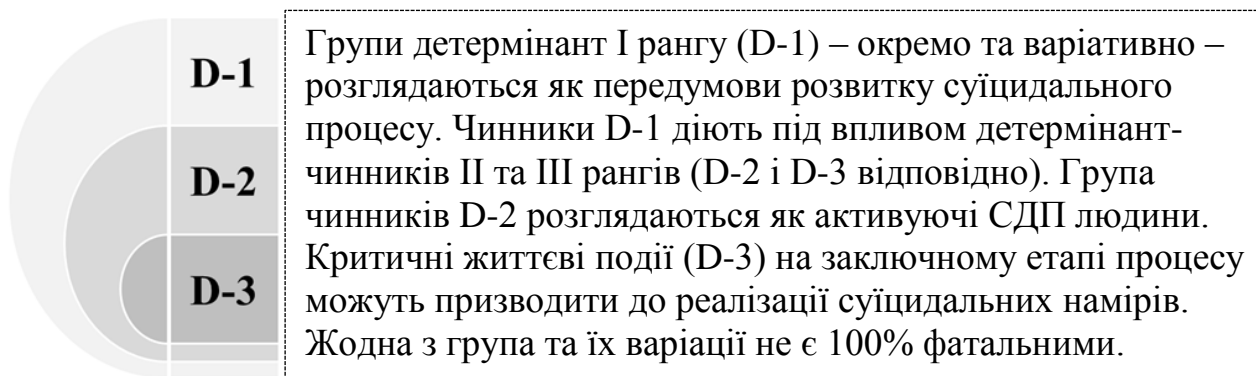 D-1
D-2
D-3
Групи детермінант І рангу (D-1) – окремо та варіативно –
розглядаються як передумови розвитку суїцидального
процесу. Чинники D-1 діють під впливом детермінант-
чинників ІІ та ІІІ рангів (D-2 і D-3 відповідно). Група
чинників D-2 розглядаються як активуючі СДП людини.
Критичні життєві події (D-3) на заключному етапі процесу
можуть призводити до реалізації суїцидальних намірів.
Жодна з група та їх варіації не є 100% фатальними.